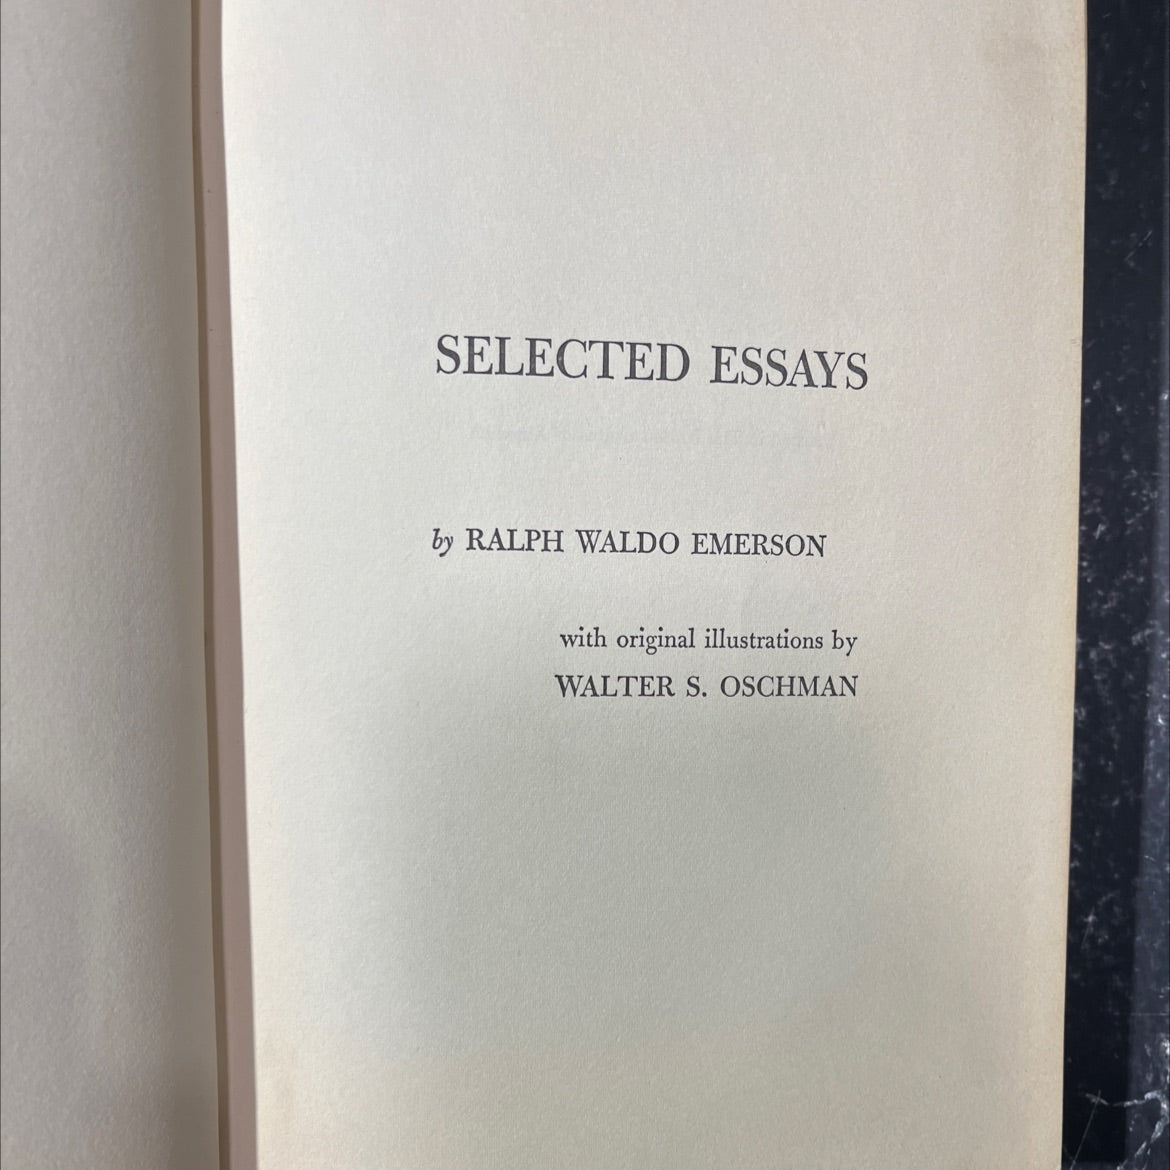 SELECTED ESSAYS
by RALPH WALDO EMERSON
with original illustrations by
WALTER S. OSCHMAN